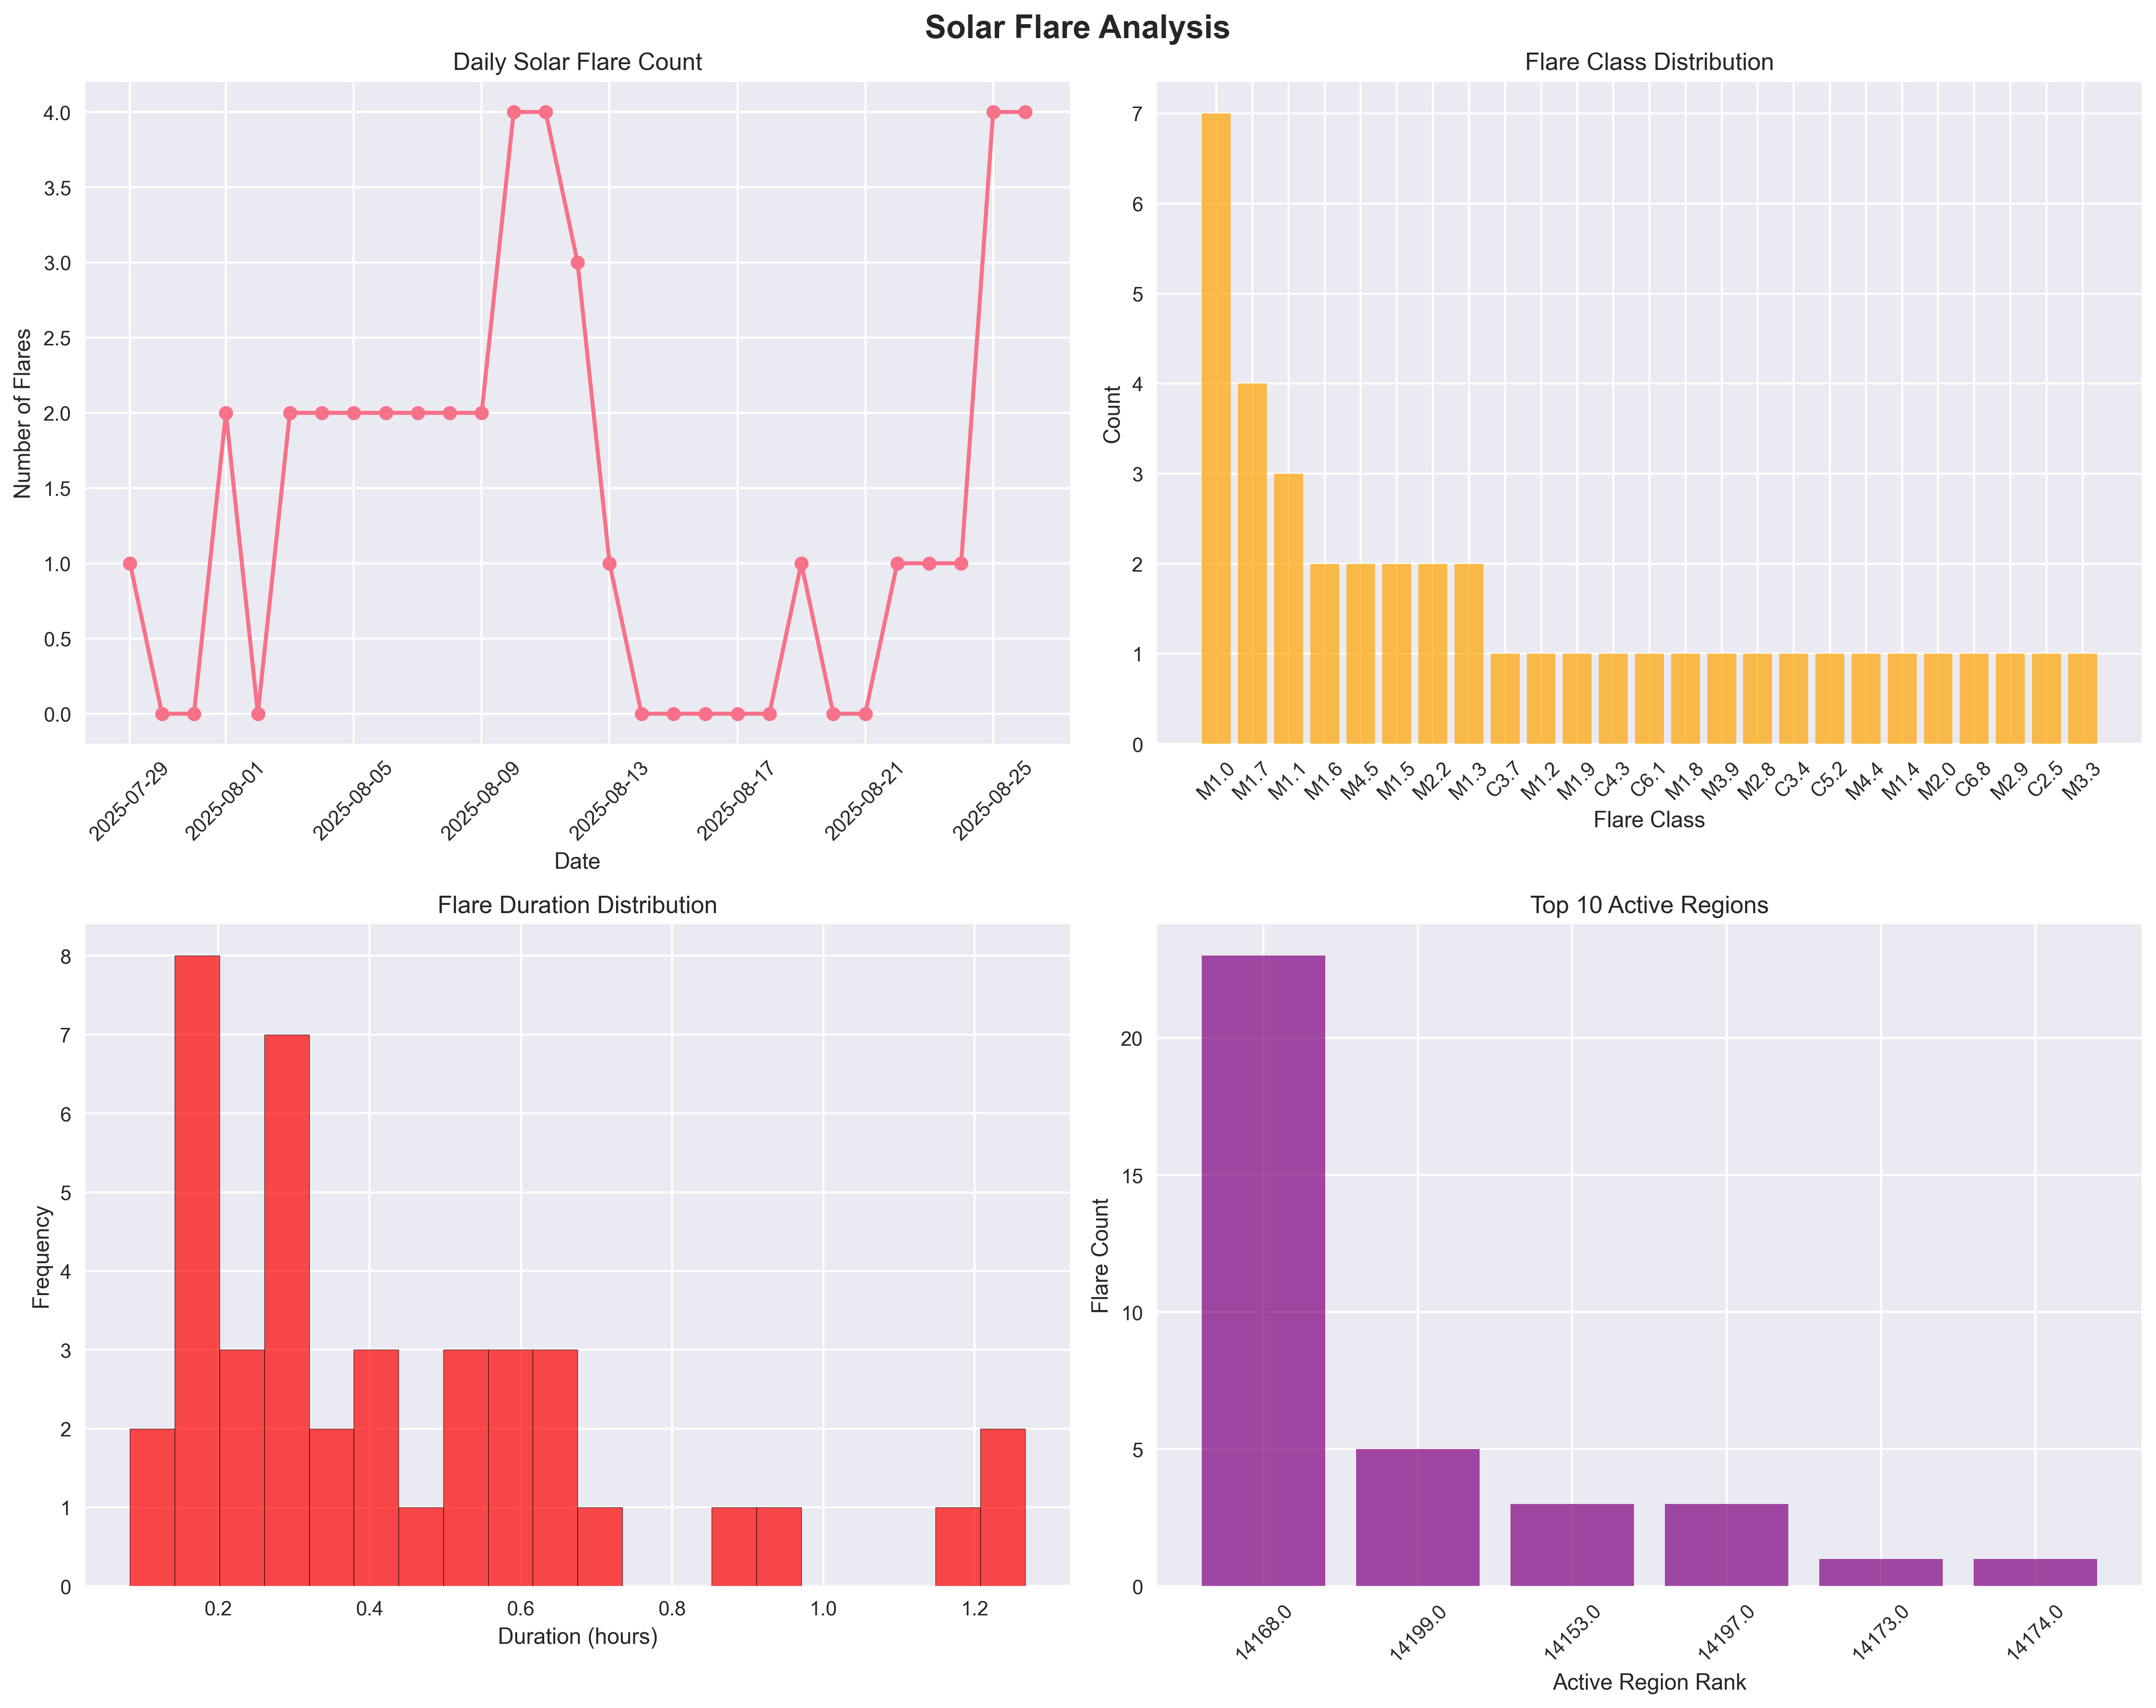 Solar Flare Analysis
Daily Solar Flare Count
Number of Flares
4.0
3.5
3.0
2.5
2.0
1.5
1.0
0.5
0.0
2025-07-29
2025-08-01
2025-08-05
2025-08-09
2025-08-13
2025-08-17
2025-08-21
2025-08-25
Date
Flare Class Distribution
Count
7
6
5
4
3
2
1
0
M1.0
M1.7
M1.1
M1.6
M4.5
M1.5
M2.2
M1.3
C3.7
M1.2
M1.9
C4.3
C6.1
M1.8
M3.9
M2.8
C3.4
C5.2
M4.4
M1.4
M2.0
C6.8
M2.9
C2.5
M3.3
Flare Class
Flare Duration Distribution
Frequency
8
7
6
5
4
3
2
1
0
0.2
0.4
0.6
0.8
1.0
1.2
Duration (hours)
Top 10 Active Regions
Flare Count
20
15
10
5
0
14168.0
14199.0
14153.0
14197.0
14173.0
14174.0
Active Region Rank